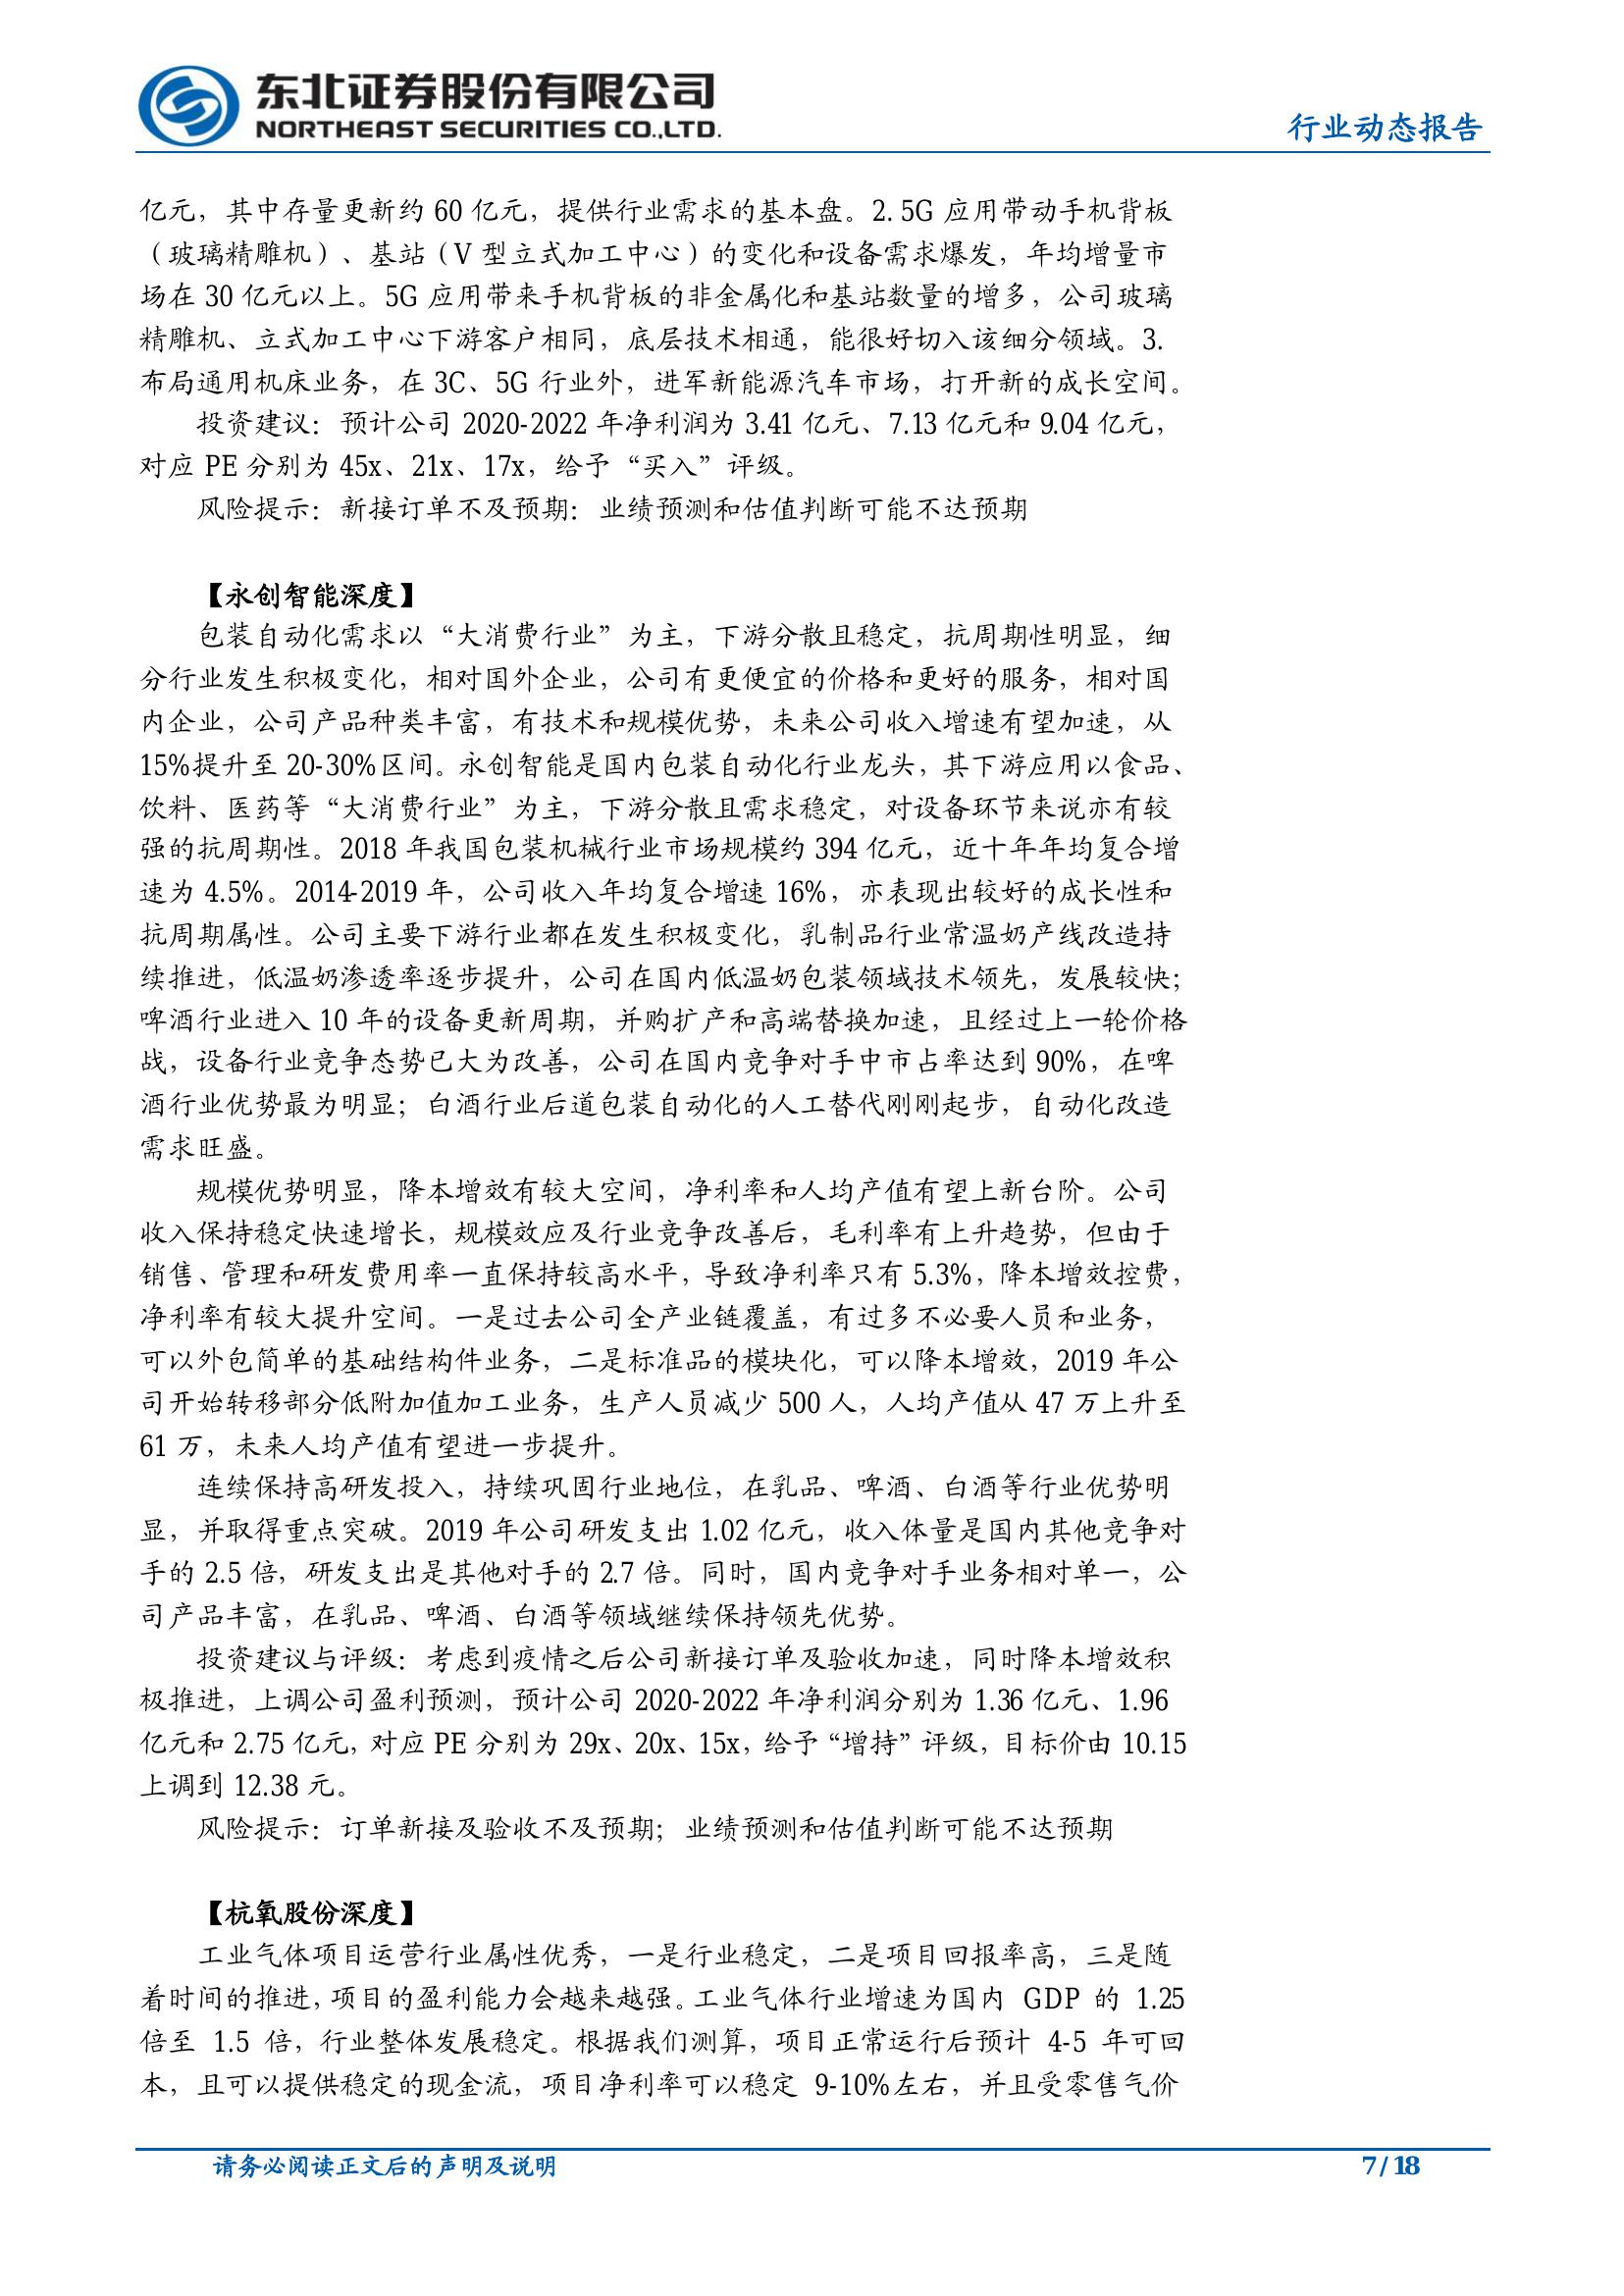 东北证券股份有限公司
NORTHEAST SECURITIES CO.,LTD.
行业动态报告
亿元，其中存量更新约 60 亿元，提供行业需求的基本盘。2. 5G 应用带动手机背板
（玻璃精雕机）、基站（V 型立式加工中心）的变化和设备需求爆发，年均增量市
场在 30 亿元以上。5G 应用带来手机背板的非金属化和基站数量的增多，公司玻璃
精雕机、立式加工中心下游客户相同，底层技术相通，能很好切入该细分领域。3.
布局通用机床业务，在 3C、5G 行业外，进军新能源汽车市场，打开新的成长空间。
投资建议：预计公司 2020-2022 年净利润为 3.41 亿元、7.13 亿元和 9.04 亿元，
对应 PE 分别为 45x、21x、17x，给予“买入”评级。
风险提示：新接订单不及预期：业绩预测和估值判断可能不达预期
【永创智能深度】
包装自动化需求以“大消费行业”为主，下游分散且稳定，抗周期性明显，细
分行业发生积极变化，相对国外企业，公司有更便宜的价格和更好的服务，相对国
内企业，公司产品种类丰富，有技术和规模优势，未来公司收入增速有望加速，从
15%提升至 20-30%区间。永创智能是国内包装自动化行业龙头，其下游应用以食品、
饮料、医药等“大消费行业”为主，下游分散且需求稳定，对设备环节来说亦有较
强的抗周期性。2018 年我国包装机械行业市场规模约 394 亿元，近十年年均复合增
速为 4.5%。2014-2019 年，公司收入年均复合增速 16%，亦表现出较好的成长性和
抗周期属性。公司主要下游行业都在发生积极变化，乳制品行业常温奶产线改造持
续推进，低温奶渗透率逐步提升，公司在国内低温奶包装领域技术领先，发展较快；
啤酒行业进入 10 年的设备更新周期，并购扩产和高端替换加速，且经过上一轮价格
战，设备行业竞争态势已大为改善，公司在国内竞争对手中市占率达到 90%，在啤
酒行业优势最为明显；白酒行业后道包装自动化的人工替代刚刚起步，自动化改造
需求旺盛。
规模优势明显，降本增效有较大空间，净利率和人均产值有望上新台阶。公司
收入保持稳定快速增长，规模效应及行业竞争改善后，毛利率有上升趋势，但由于
销售、管理和研发费用率一直保持较高水平，导致净利率只有 5.3%，降本增效控费，
净利率有较大提升空间。一是过去公司全产业链覆盖，有过多不必要人员和业务，
可以外包简单的基础结构件业务，二是标准品的模块化，可以降本增效，2019 年公
司开始转移部分低附加值加工业务，生产人员减少 500 人，人均产值从 47 万上升至
61 万，未来人均产值有望进一步提升。
连续保持高研发投入，持续巩固行业地位，在乳品、啤酒、白酒等行业优势明
显，并取得重点突破。2019 年公司研发支出 1.02 亿元，收入体量是国内其他竞争对
手的 2.5 倍，研发支出是其他对手的 2.7 倍。同时，国内竞争对手业务相对单一，公
司产品丰富，在乳品、啤酒、白酒等领域继续保持领先优势。
投资建议与评级：考虑到疫情之后公司新接订单及验收加速，同时降本增效积
极推进，上调公司盈利预测，预计公司 2020-2022 年净利润分别为 1.36 亿元、1.96
亿元和 2.75 亿元，对应 PE 分别为 29x、20x、15x，给予“增持”评级，目标价由 10.15
上调到 12.38 元。
风险提示：订单新接及验收不及预期；业绩预测和估值判断可能不达预期
【杭氧股份深度】
工业气体项目运营行业属性优秀，一是行业稳定，二是项目回报率高，三是随
着时间的推进，项目的盈利能力会越来越强。工业气体行业增速为国内 GDP 的 1.25
倍至 1.5 倍，行业整体发展稳定。根据我们测算，项目正常运行后预计 4-5 年可回
本，且可以提供稳定的现金流，项目净利率可以稳定 9-10%左右，并且受零售气价
请务必阅读正文后的声明及说明
7 / 18